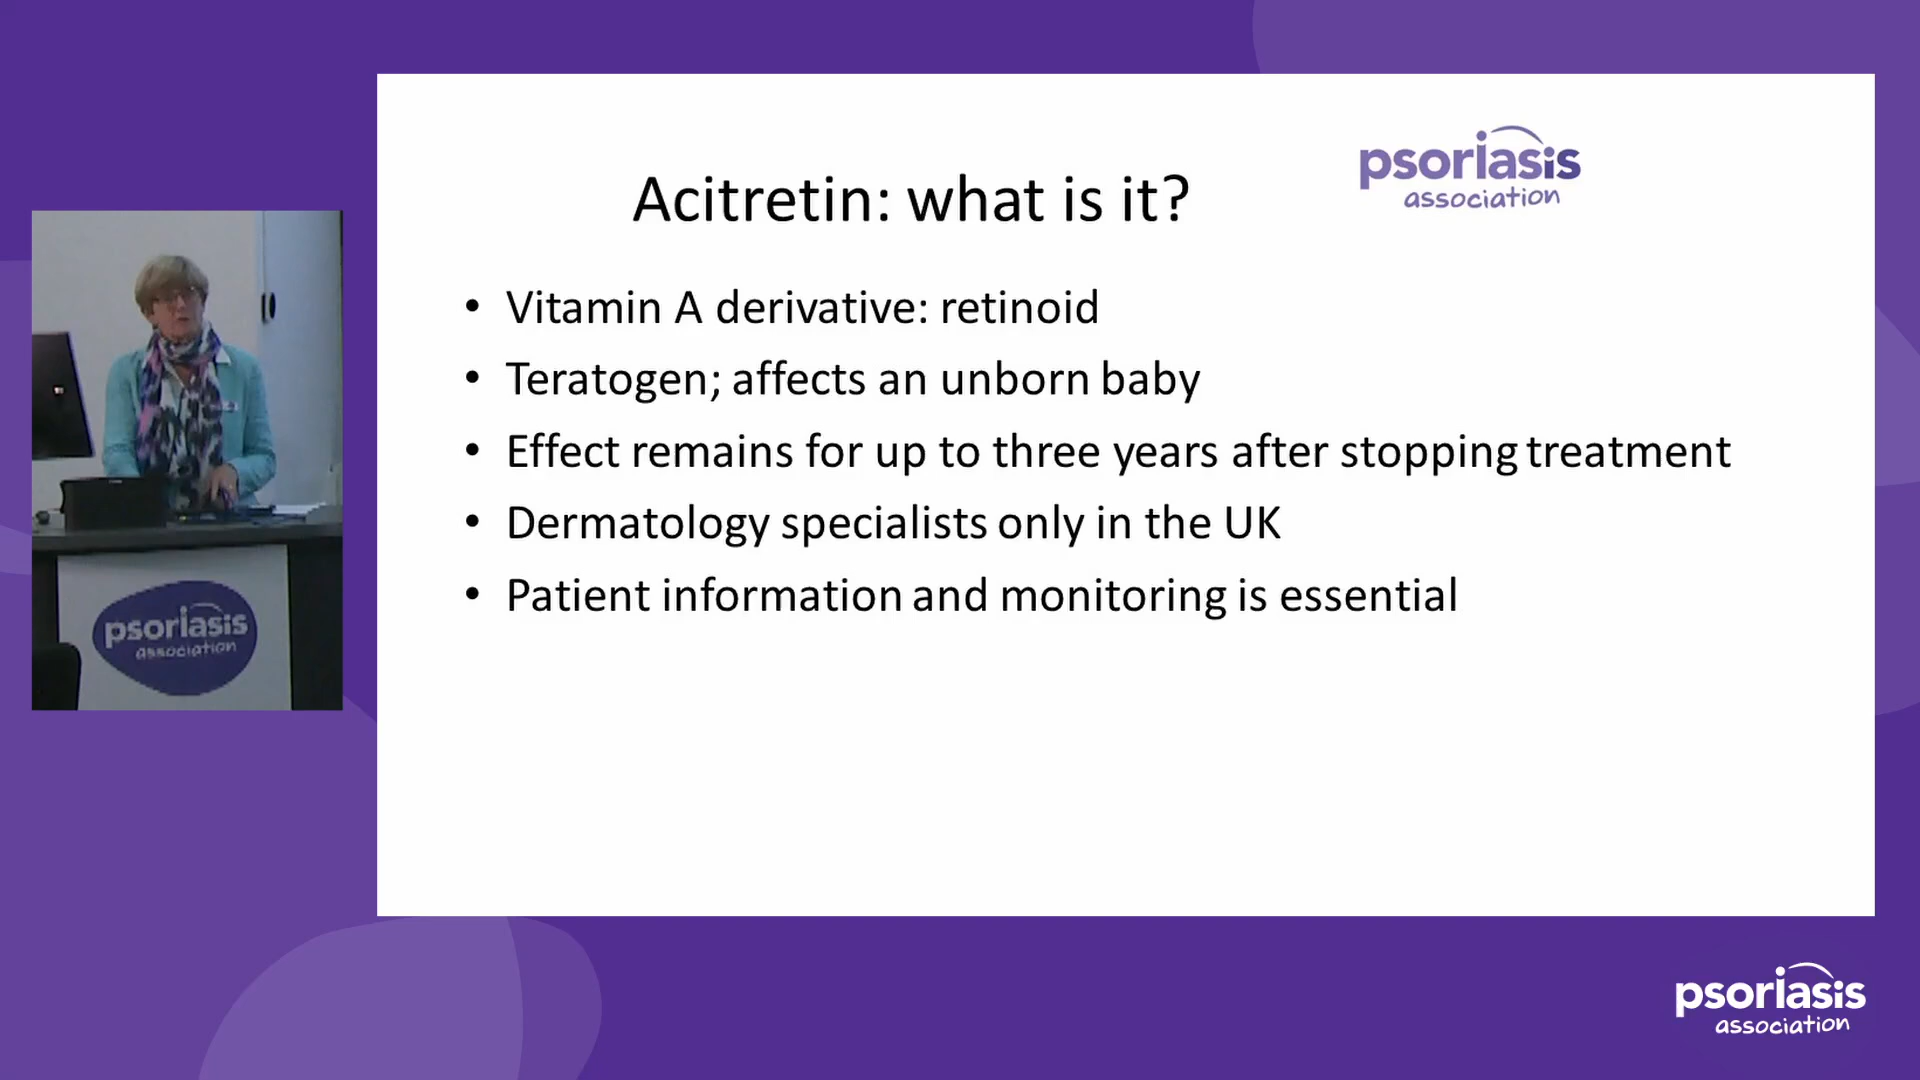 Acitretin: what is it?
psoriasis
association
• Vitamin A derivative: retinoid
• Teratogen; affects an unborn baby
• Effect remains for up to three years after stopping treatment
• Dermatology specialists only in the UK
• Patient information and monitoring is essential
psoriasis
association
psoriasis
association